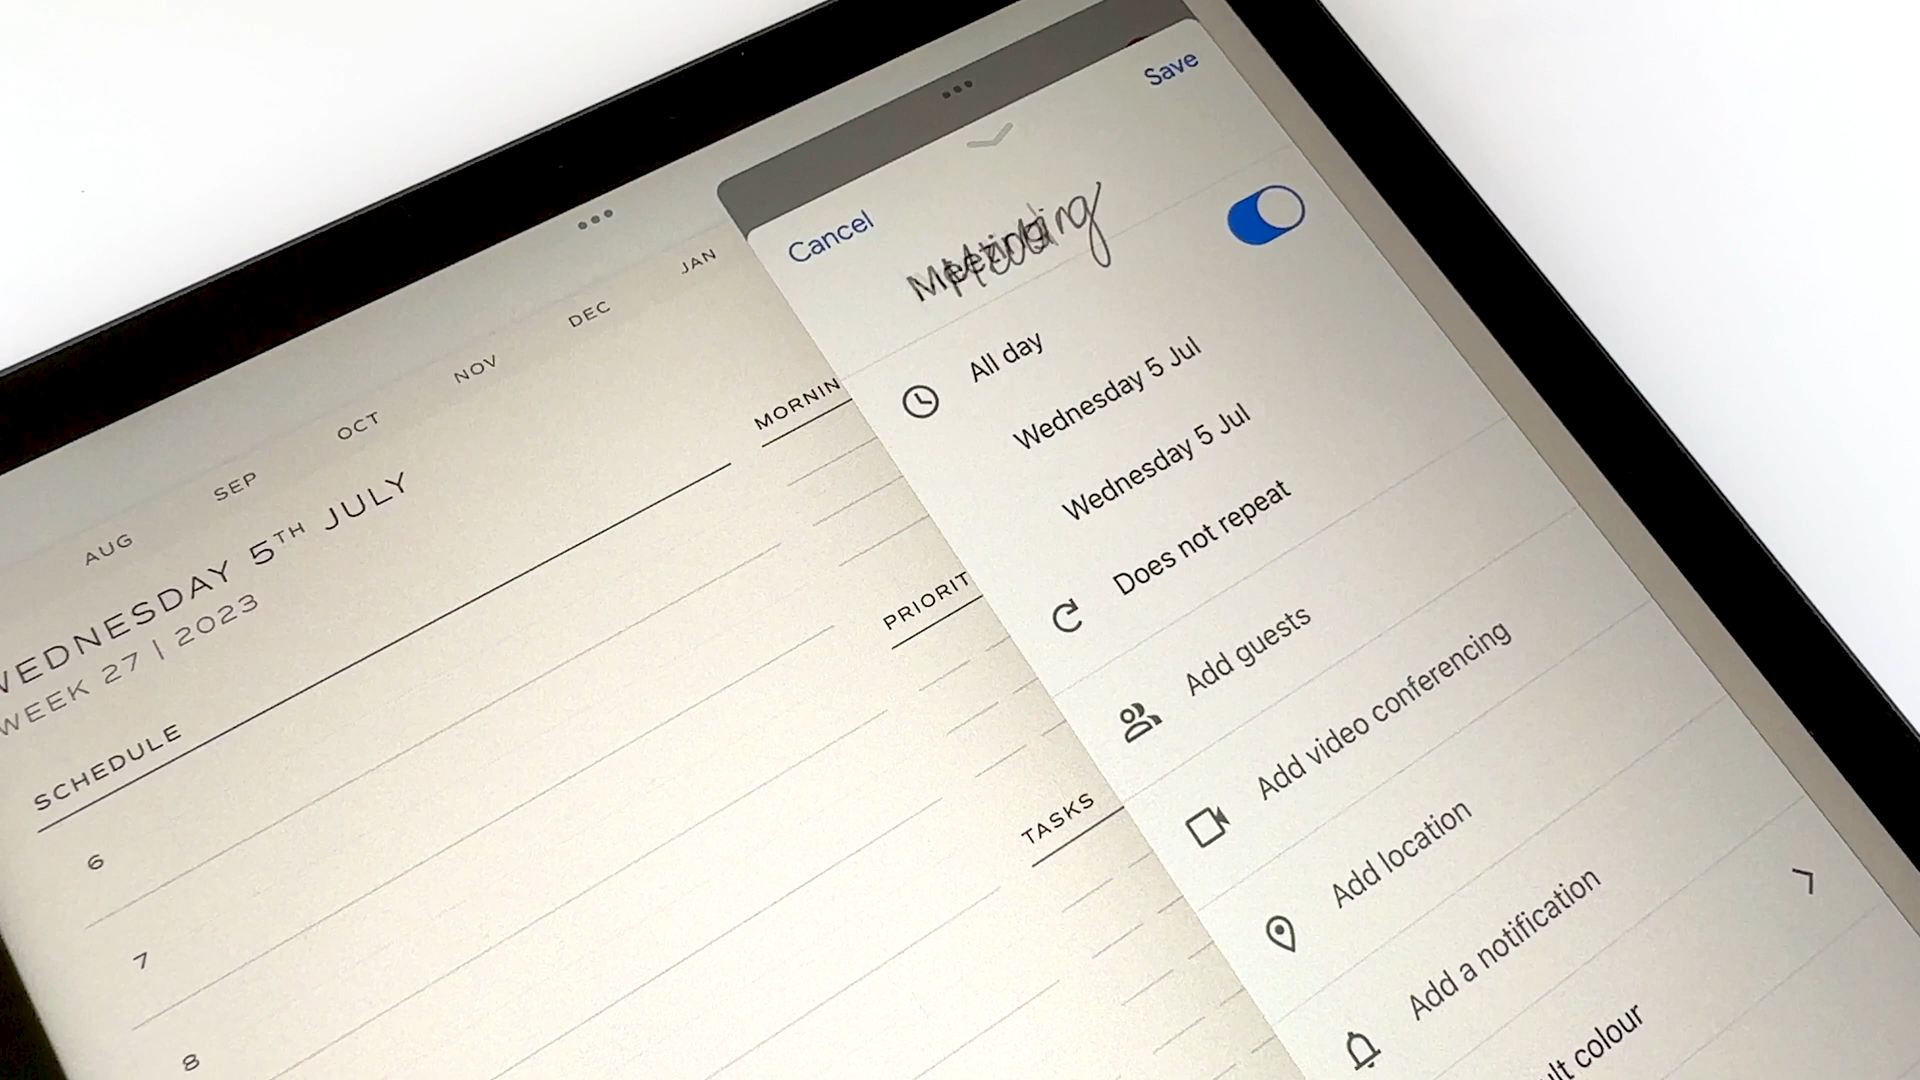 JAN
DEC
NOV
OCT
SEP
AUG
WEDNESDAY 5TH JULY
WEEK 27 | 2023
SCHEDULE
6
7
8
MORNIN
PRIORIT
TASKS
Cancel
Save
Meeting
All day
Wednesday 5 Jul
Wednesday 5 Jul
Does not repeat
Add guests
Add video conferencing
Add location
Add a notification
ult colour